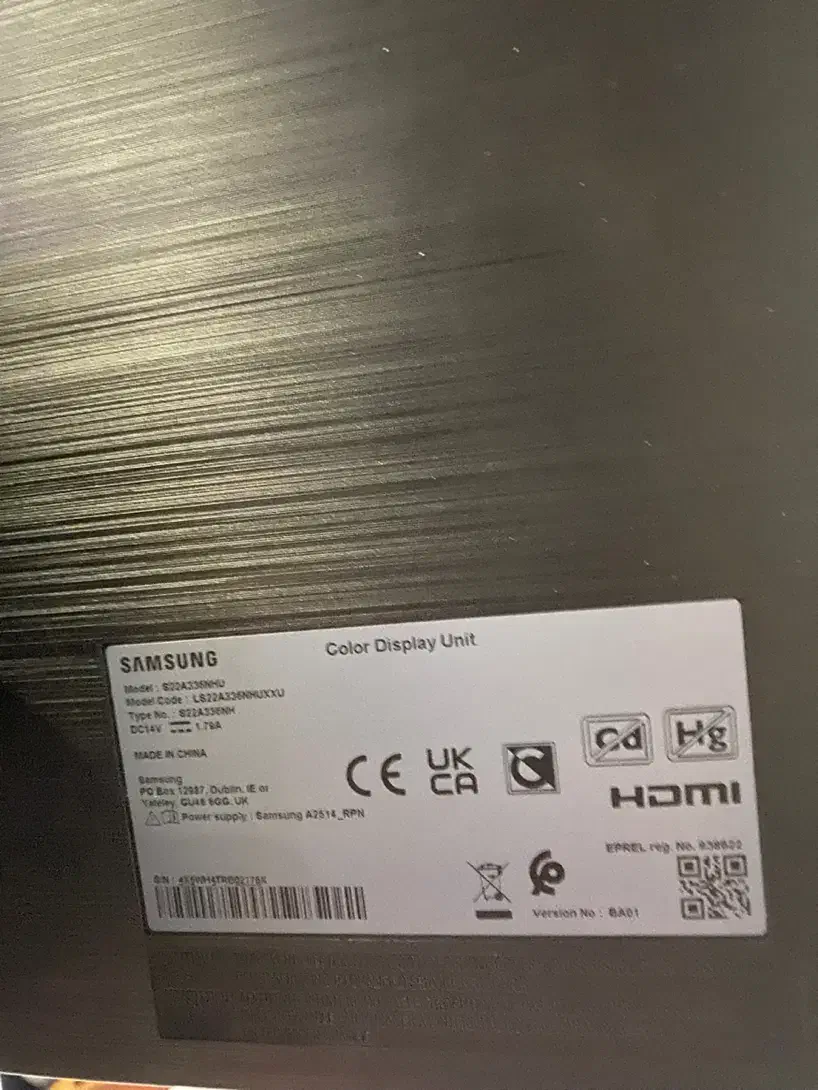 SAMSUNG
Color Display Unit
Model : S22A336NHU
Model Code : LS22A336NHUXXU
Type No. : S22A336NH
DC14V 1.79A
MADE IN CHINA
Samsung
PO Box 12987, Dublin. IE or
Yateley, GU46 6GG. UK
Power supply : Samsung A2514_RPN
CE
UK
CA
Cd
Hg
HDMI
EPREL reg. No.
S/N :
Version No : BA01